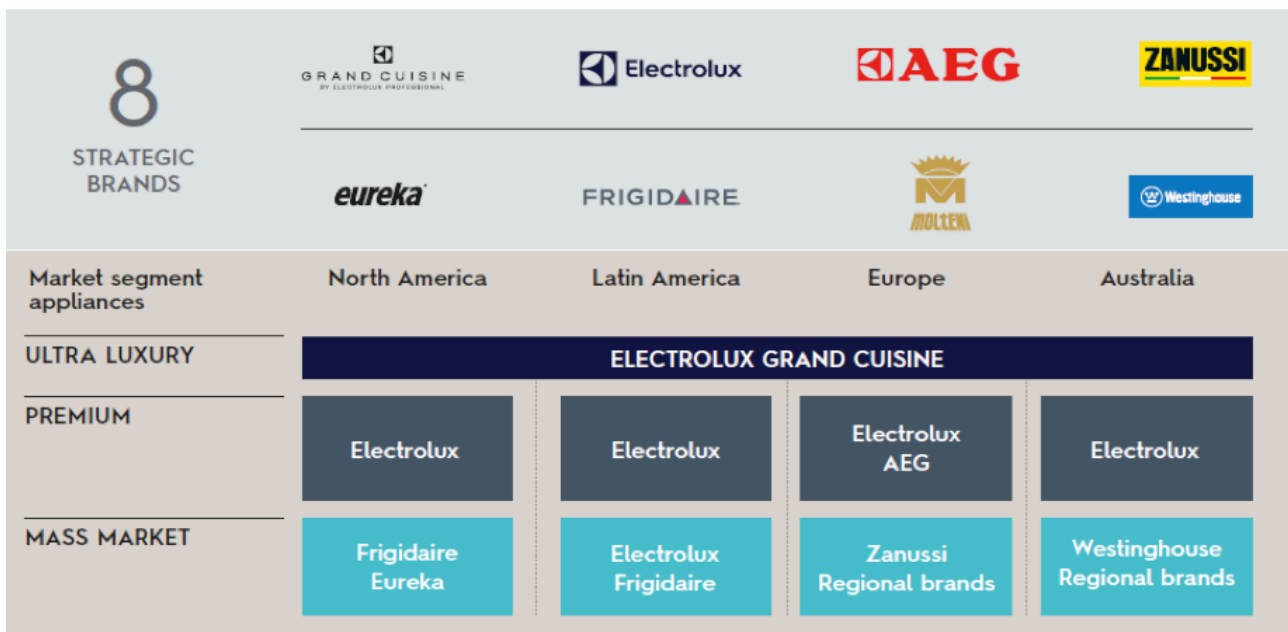 8
STRATEGIC
BRANDS
GRAND CUISINE
BY ELECTROLUX PROFESSIONAL
Electrolux
AEG
ZANUSSI
eureka
FRIGIDAIRE
MOLTENI
W Westinghouse
Market segment
appliances
North America
Latin America
Europe
Australia
ULTRA LUXURY
ELECTROLUX GRAND CUISINE
PREMIUM
Electrolux
Electrolux
Electrolux
AEG
Electrolux
MASS MARKET
Frigidaire
Eureka
Electrolux
Frigidaire
Zanussi
Regional brands
Westinghouse
Regional brands